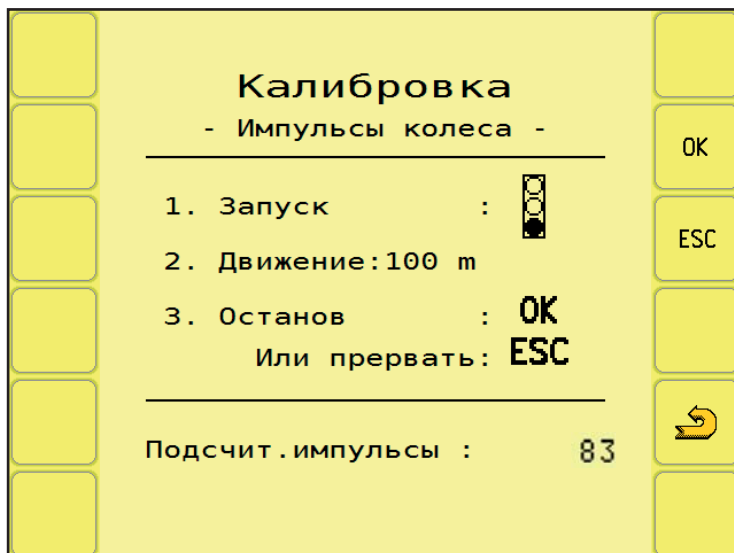 Калибровка
- Импульсы колеса -
OK
1. Запуск :
ESC
2. Движение:100 m
3. Останов : OK
Или прервать: ESC
Подсчит.импульсы : 83